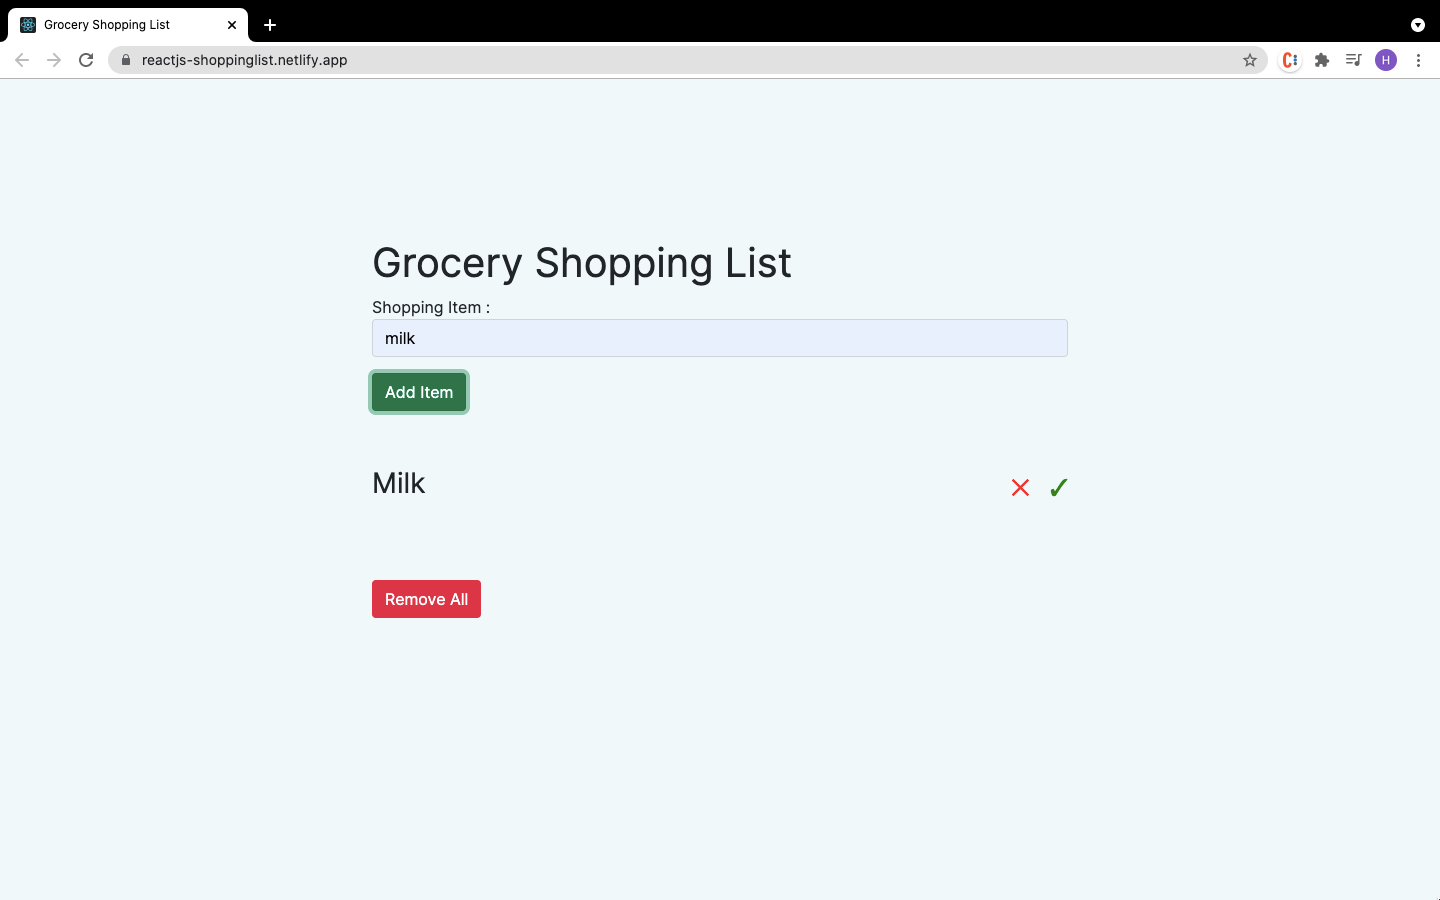 Grocery Shopping List
reactjs-shoppinglist.netlify.app
H
Grocery Shopping List
Shopping Item :
milk
Add Item
Milk
Remove All